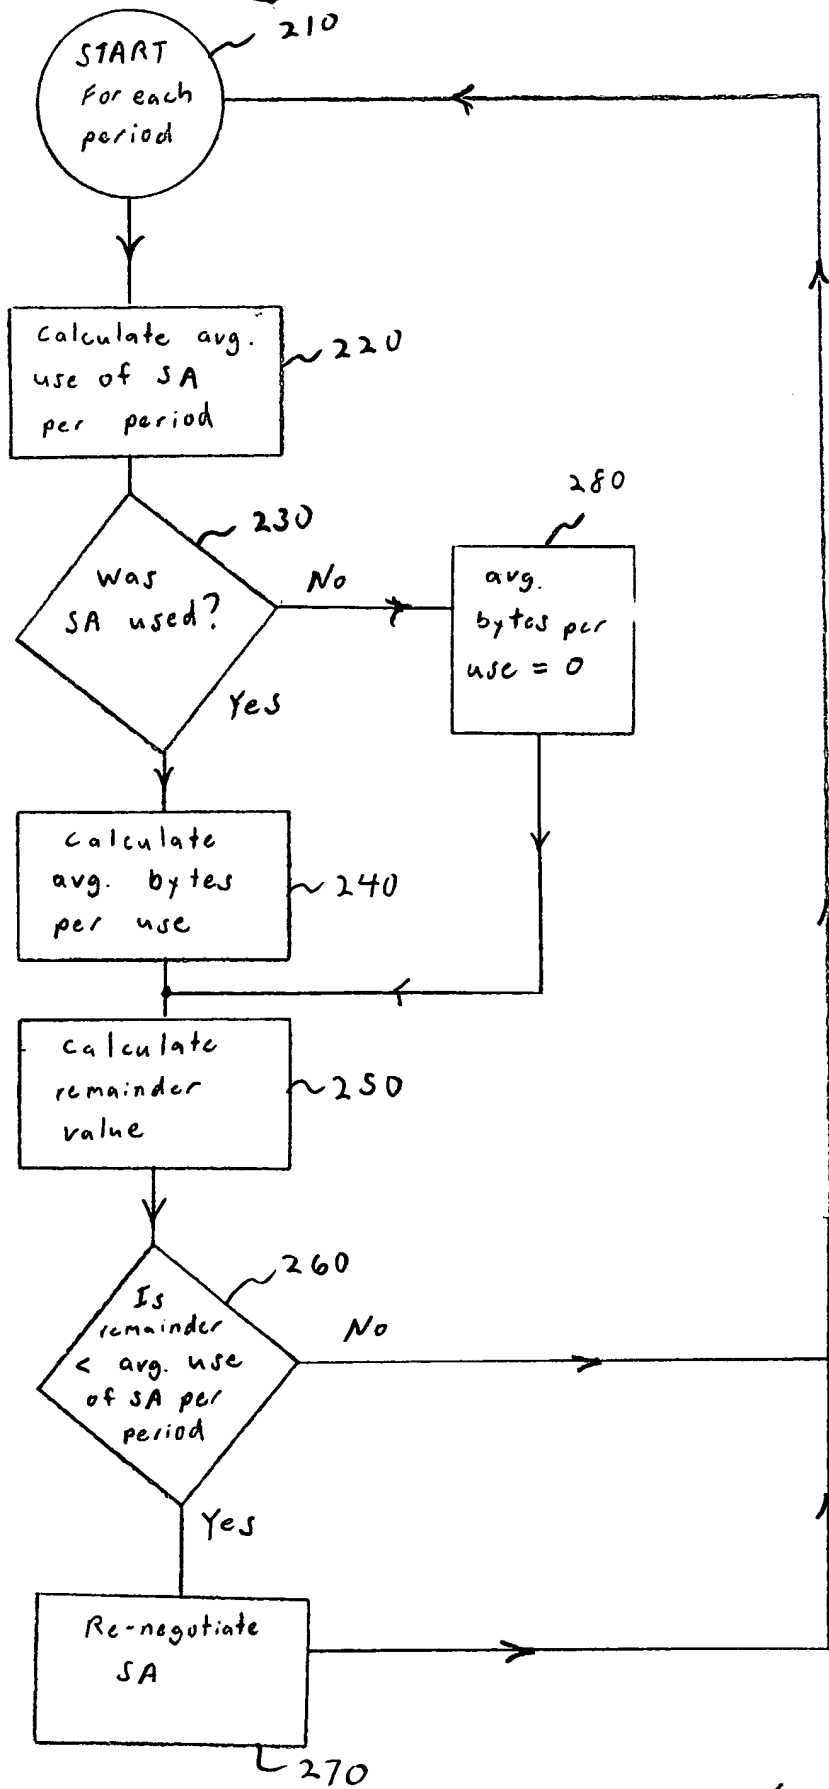 210
START
For each
period
Calculate avg.
use of SA
per period
220
230
Was
SA used?
No
Yes
280
avg.
bytes per
use = 0
Calculate
avg. bytes
per use
240
Calculate
remainder
value
250
260
Is
remainder
< avg. use
of SA per
period
No
Yes
Re-negotiate
SA
270